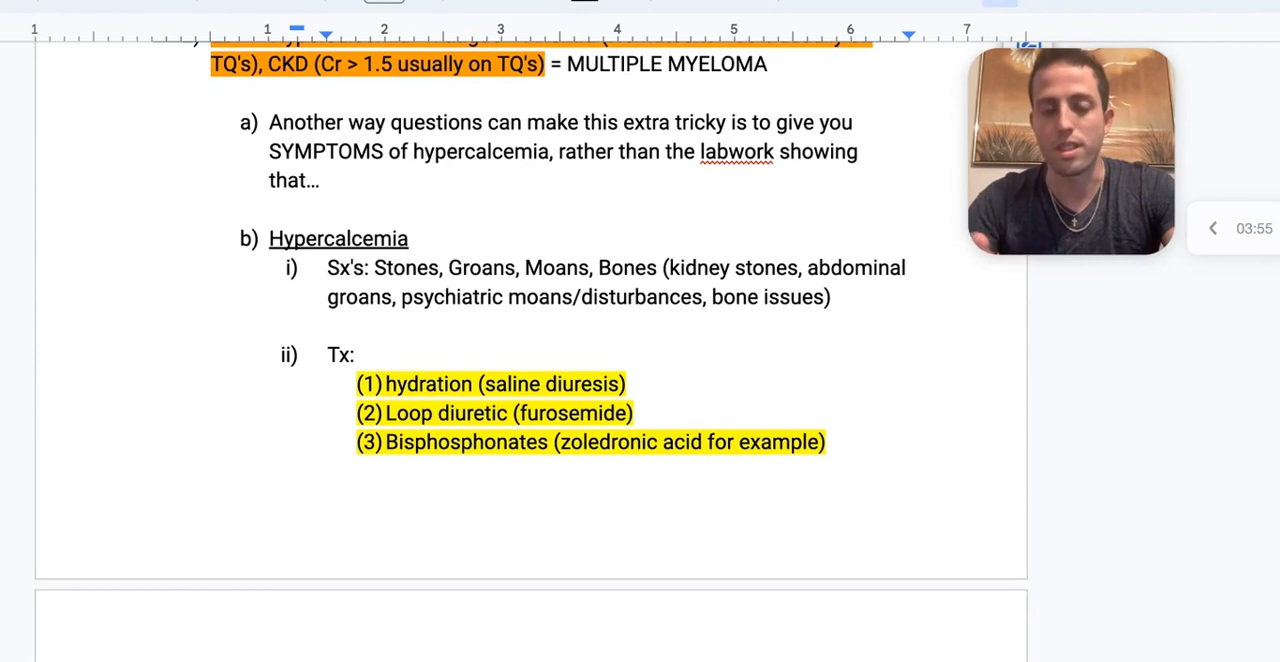 1 1 2 3 4 5 6 7
TQ's), CKD (Cr > 1.5 usually on TQ's) = MULTIPLE MYELOMA
a) Another way questions can make this extra tricky is to give you
SYMPTOMS of hypercalcemia, rather than the labwork showing
that...
03:55
b) Hypercalcemia
i) Sx's: Stones, Groans, Moans, Bones (kidney stones, abdominal
groans, psychiatric moans/disturbances, bone issues)
ii) Tx:
(1) hydration (saline diuresis)
(2) Loop diuretic (furosemide)
(3) Bisphosphonates (zoledronic acid for example)